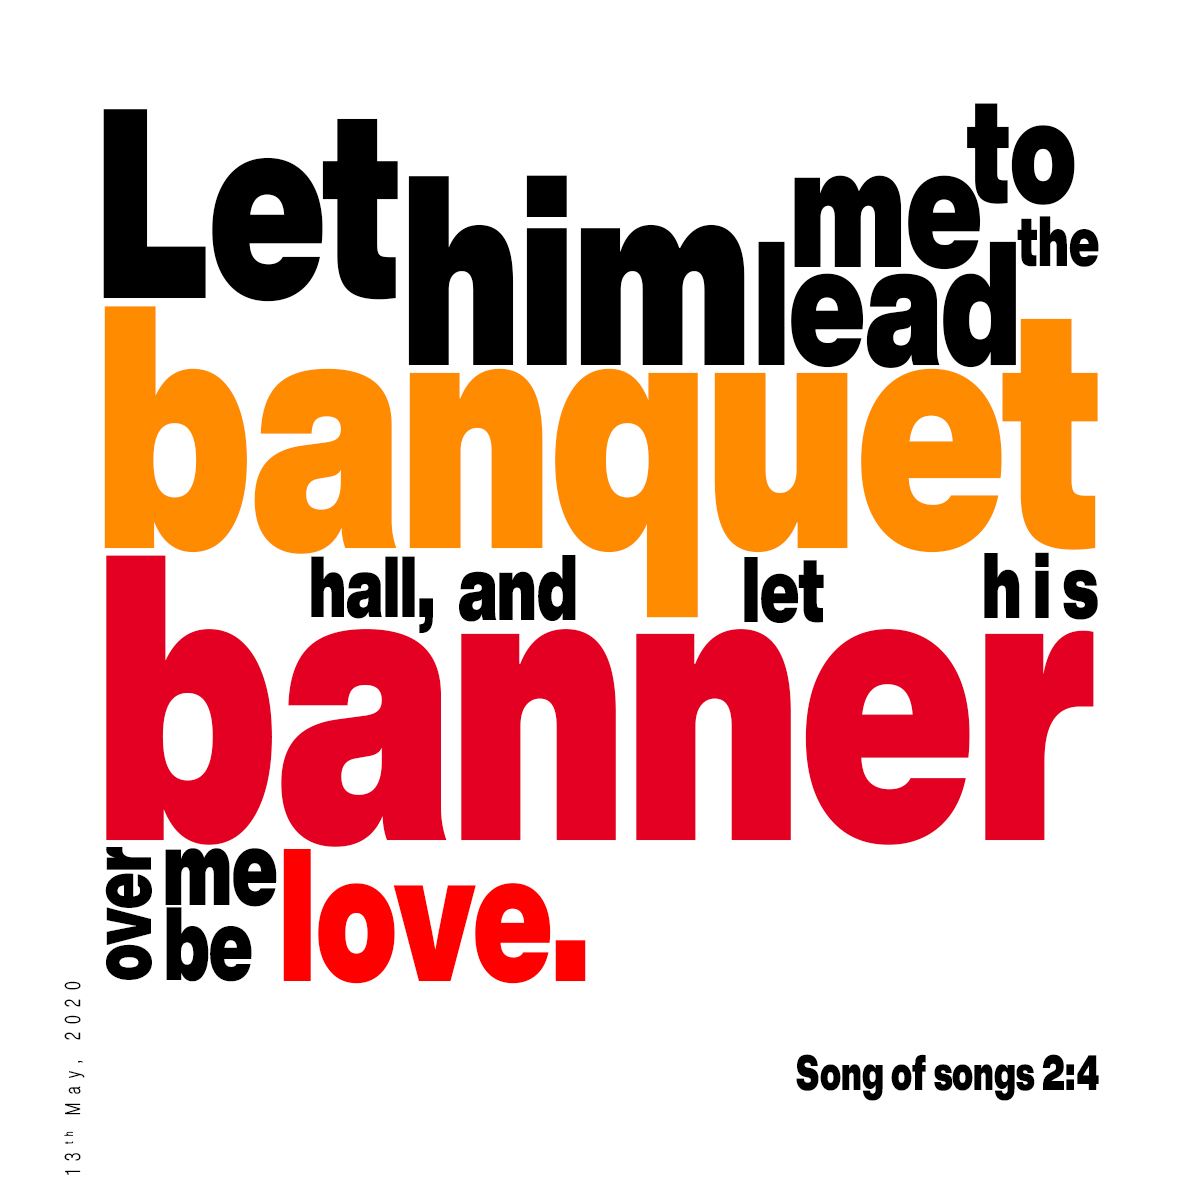 Let him lead me to the
banquet
hall, and let his
banner
over me be love.
Song of songs 2:4
13th May, 2020